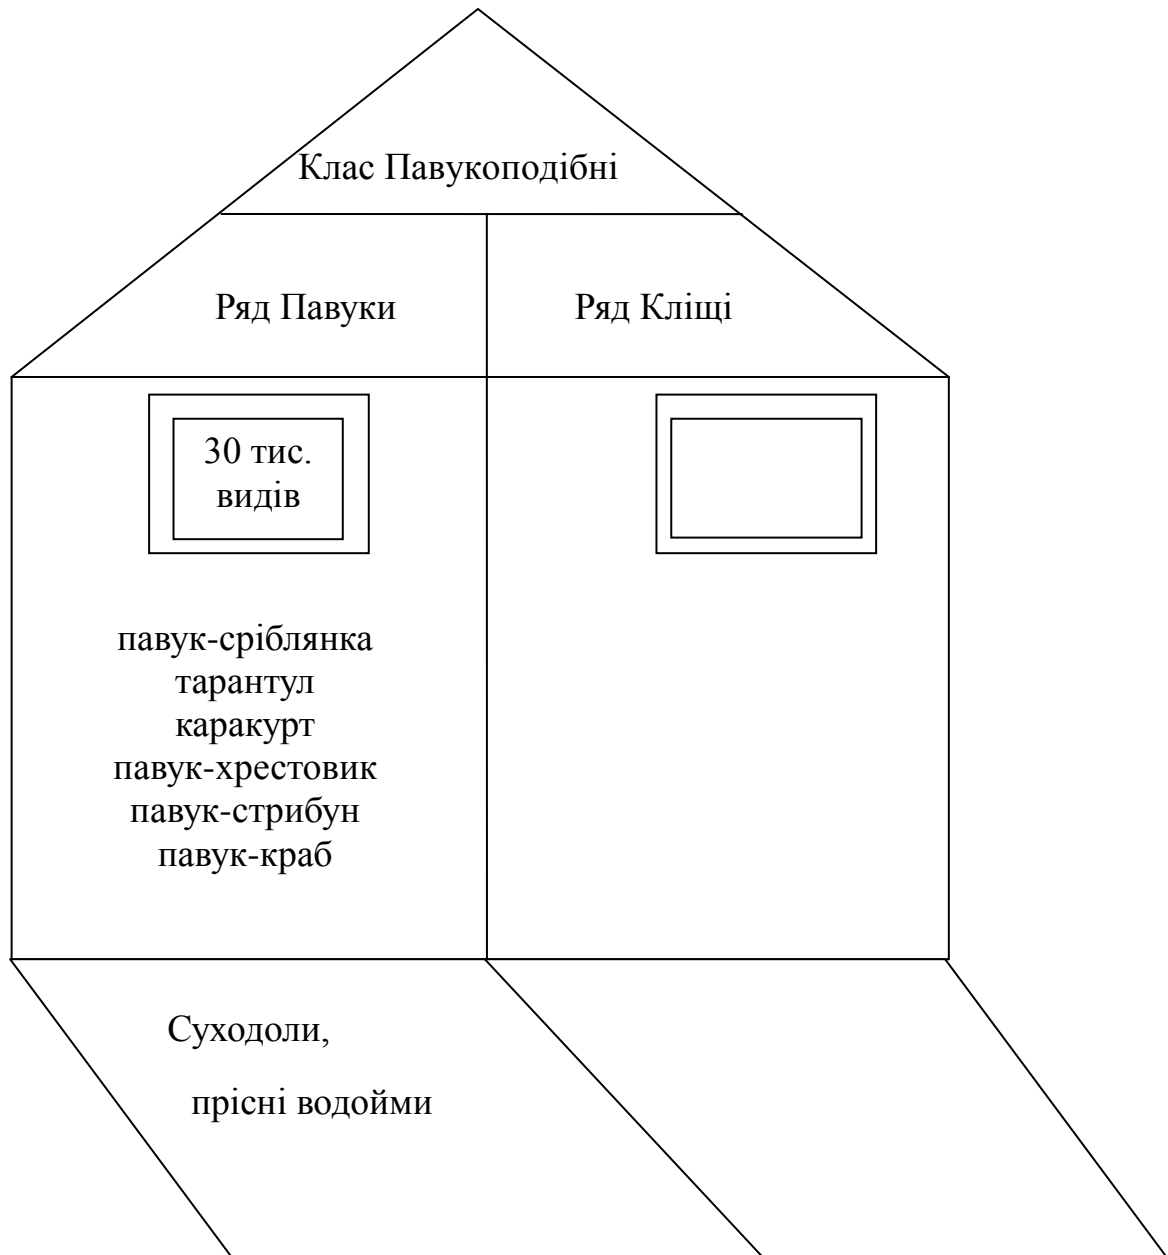 Клас Павукоподібні
Ряд Павуки
Ряд Кліщі
30 тис.
видів
павук-сріблянка
тарантул
каракурт
павук-хрестовик
павук-стрибун
павук-краб
Суходоли,
прісні водойми